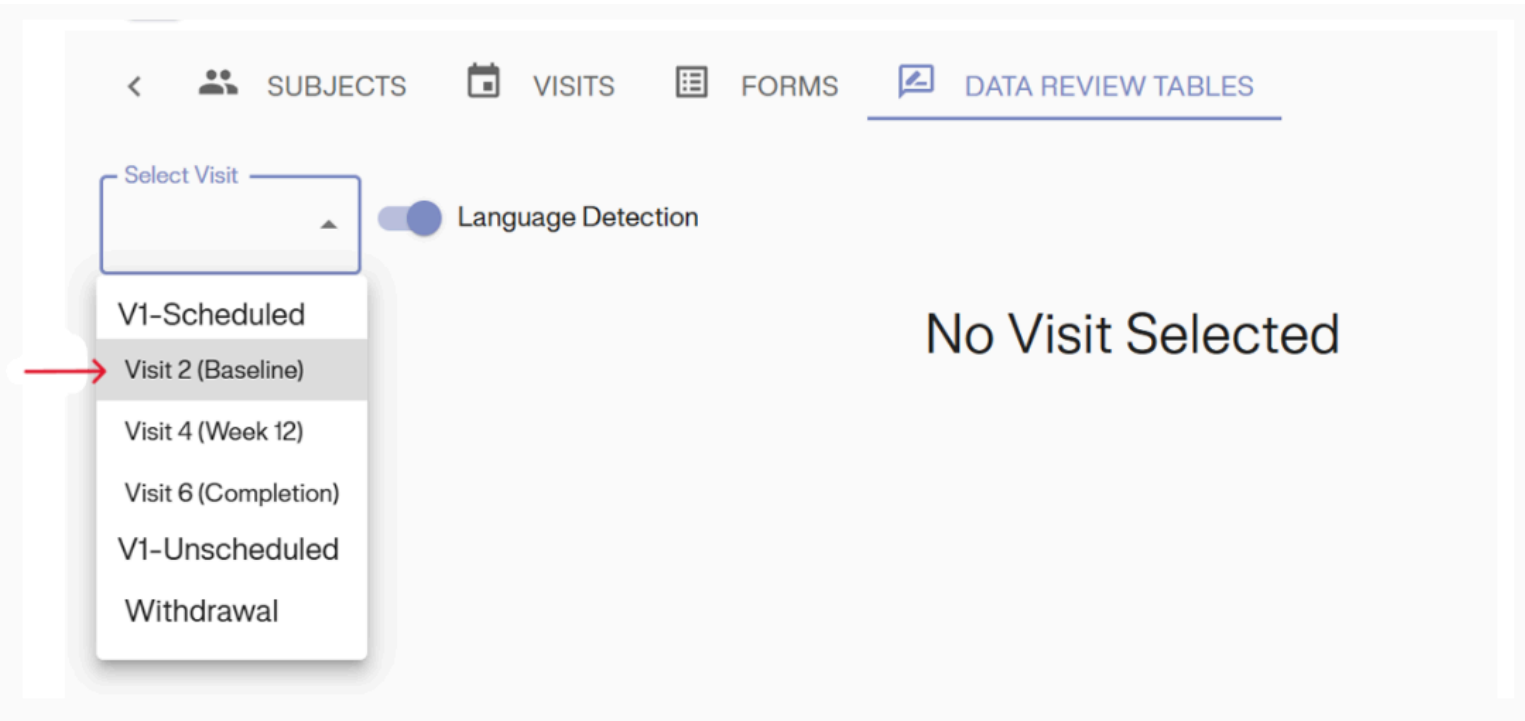 SUBJECTS VISITS FORMS DATA REVIEW TABLES
Select Visit
Language Detection
V1-Scheduled
No Visit Selected
Visit 2 (Baseline)
Visit 4 (Week 12)
Visit 6 (Completion)
V1-Unscheduled
Withdrawal